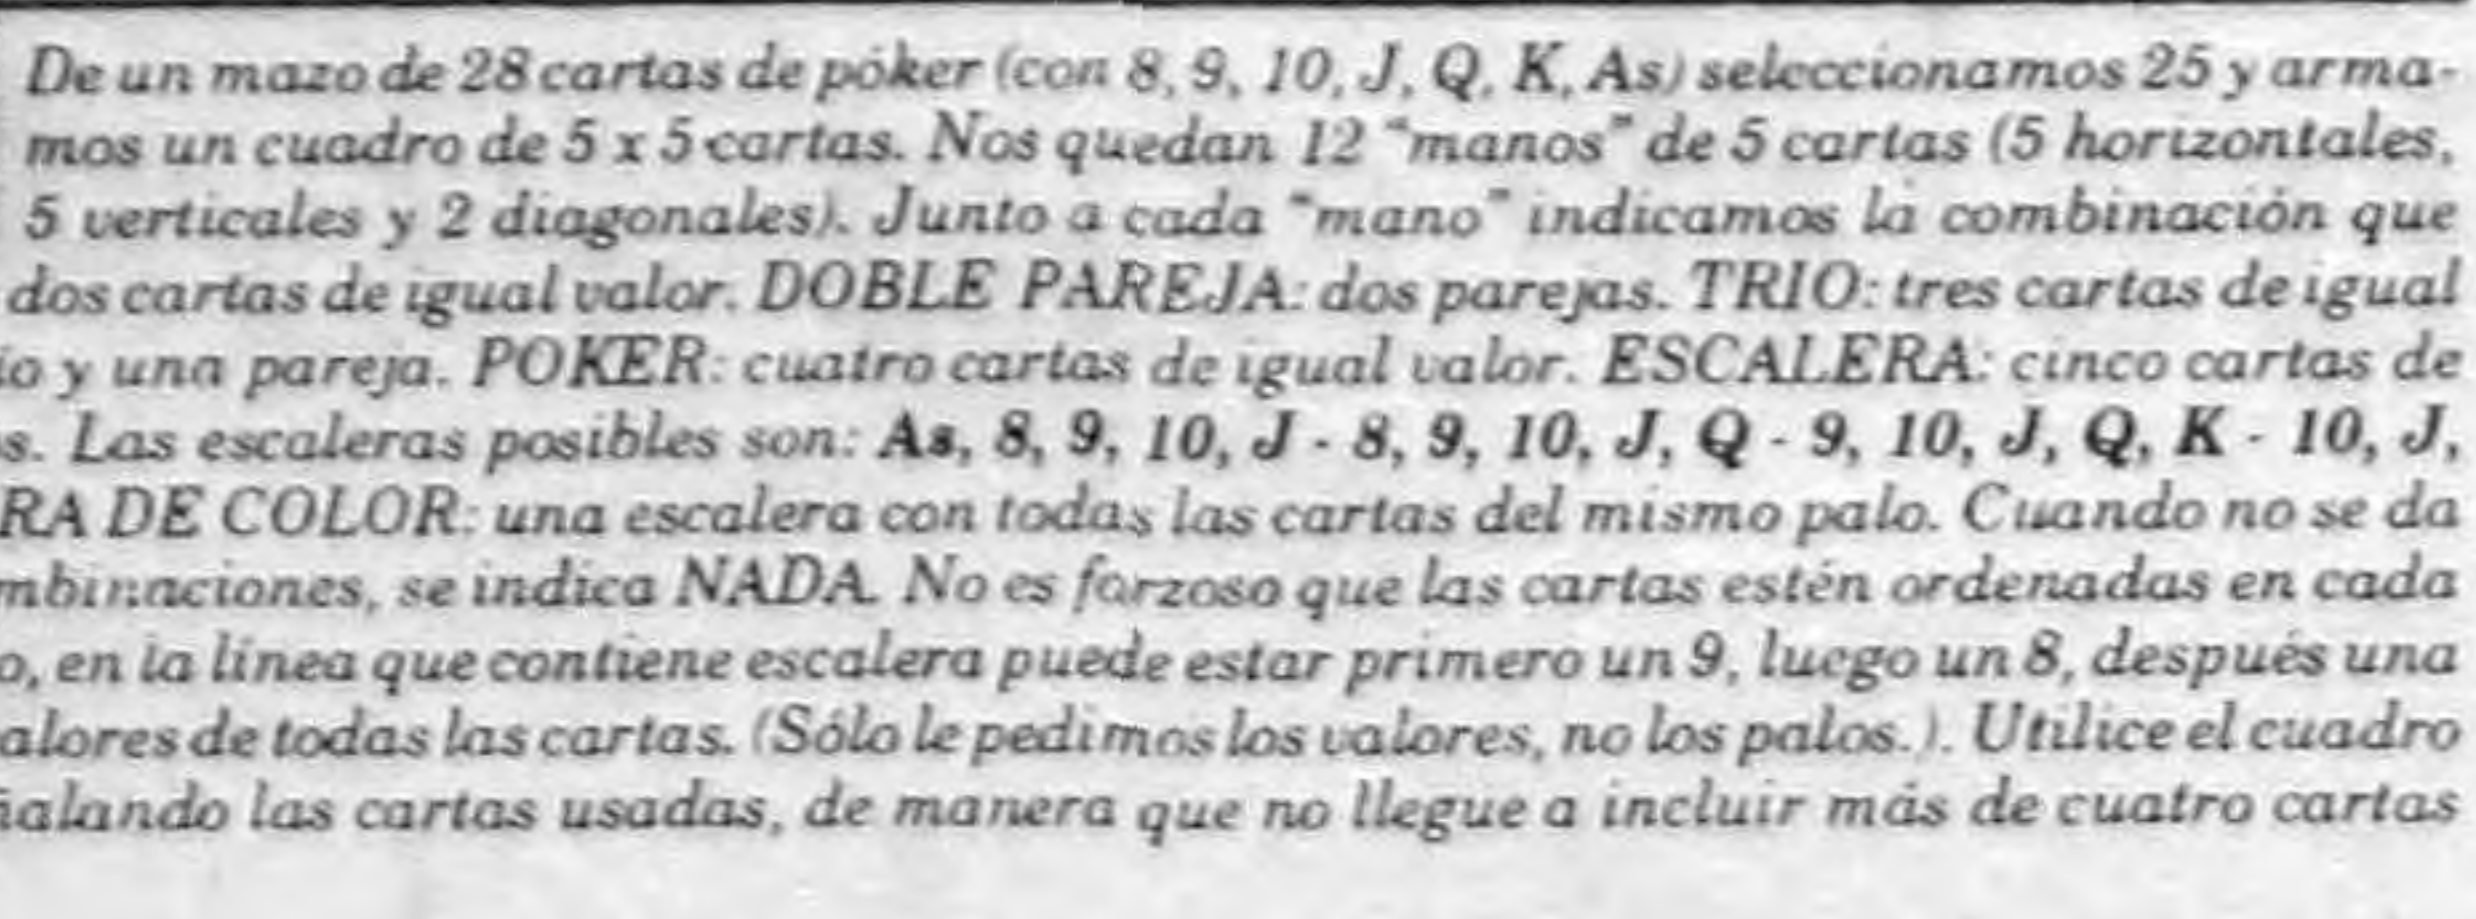 De un mazo de 28 cartas de póker (con 8, 9, 10, J, Q, K, As) seleccionamos 25 y arma-
mos un cuadro de 5 x 5 cartas. Nos quedan 12 "manos" de 5 cartas (5 horizontales,
5 verticales y 2 diagonales). Junto a cada "mano" indicamos la combinación que
dos cartas de igual valor. DOBLE PAREJA: dos parejas. TRIO: tres cartas de igual
ío y una pareja. POKER: cuatro cartas de igual valor. ESCALERA: cinco cartas de
s. Las escaleras posibles son: As, 8, 9, 10, J - 8, 9, 10, J, Q - 9, 10, J, Q, K - 10, J,
RA DE COLOR: una escalera con todas las cartas del mismo palo. Cuando no se da
mbinaciones, se indica NADA. No es forzoso que las cartas estén ordenadas en cada
o, en la línea que contiene escalera puede estar primero un 9, luego un 8, después una
alores de todas las cartas. (Sólo le pedimos los valores, no los palos.). Utilice el cuadro
ñalando las cartas usadas, de manera que no llegue a incluir más de cuatro cartas